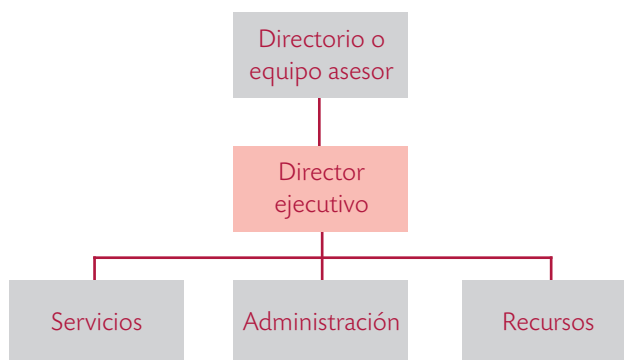 Directorio o
equipo asesor
Director
ejecutivo
Servicios
Administración
Recursos